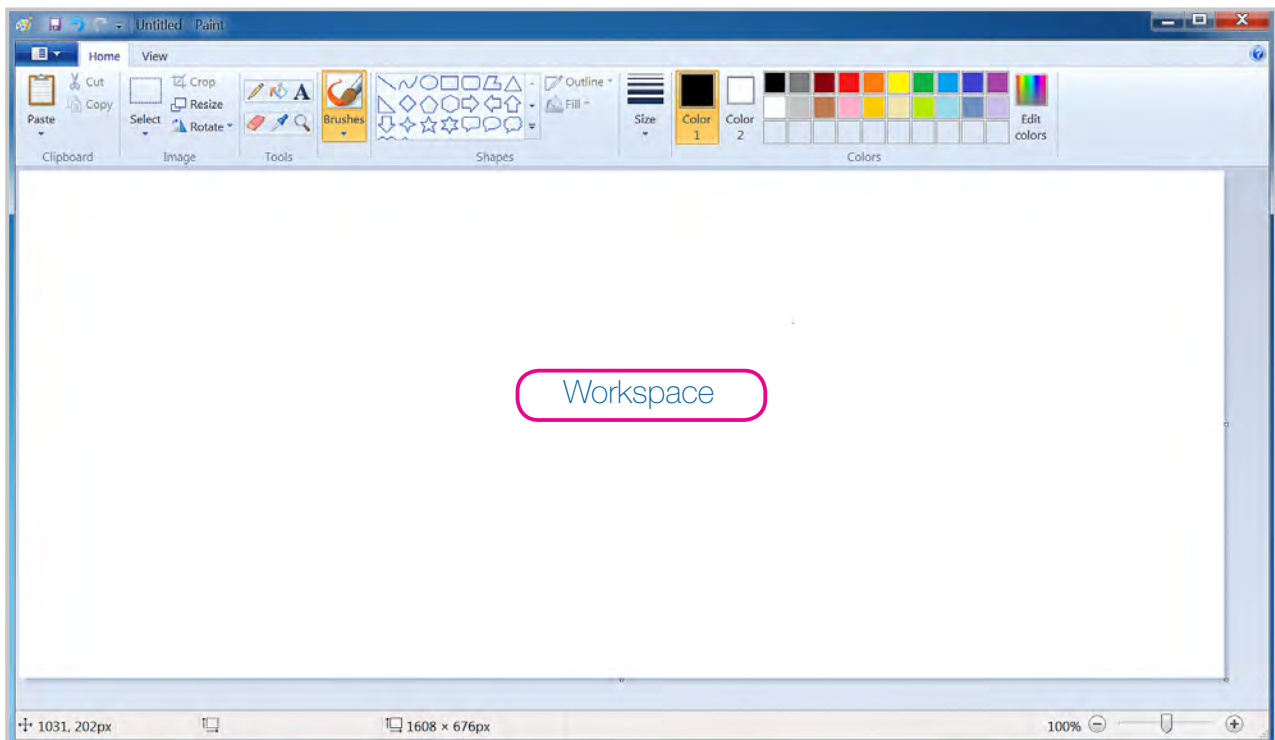 Untitled Paint
Home View
Paste
Cut
Copy
Clipboard
Select
Crop
Resize
Rotate
Image
A
Tools
Brushes
Outline
Fill
Shapes
Size
Color 1
Color 2
Edit colors
Colors
Workspace
1031, 202px
1608 × 676px
100%